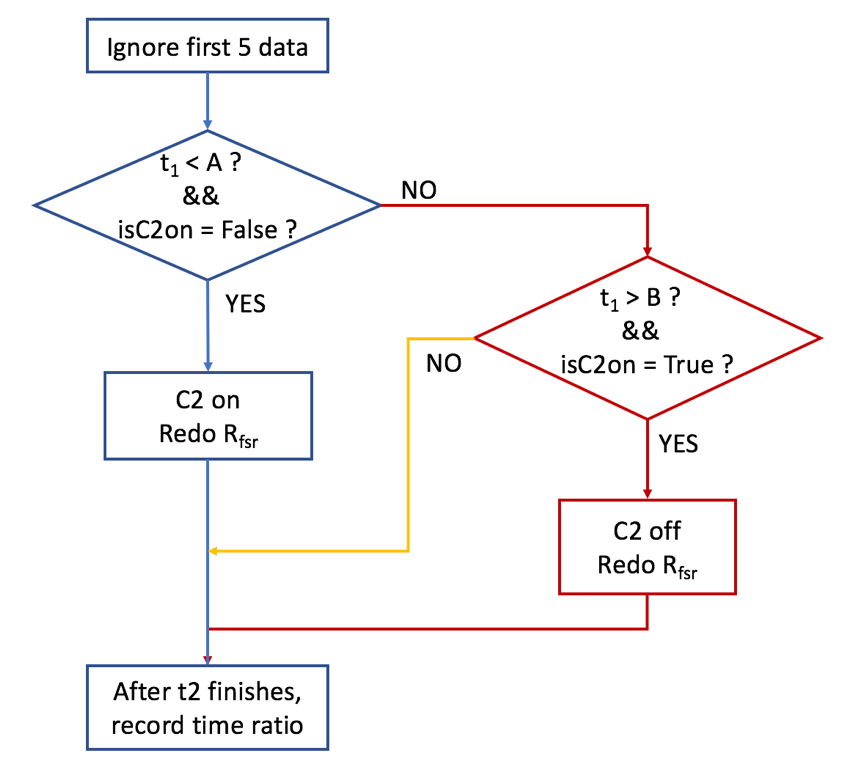 Ignore first 5 data
t₁ < A ?
&&
isC2on = False ?
NO
YES
t₁ > B ?
&&
isC2on = True ?
NO
C2 on
Redo Rfsr
YES
C2 off
Redo Rfsr
After t2 finishes,
record time ratio